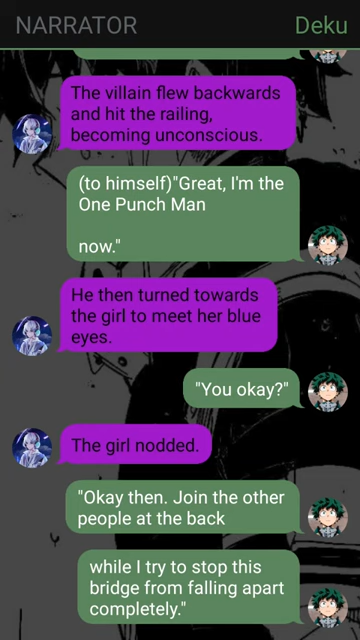 NARRATOR Deku
The villain flew backwards
and hit the railing,
becoming unconscious.
(to himself)"Great, I'm the
One Punch Man
now."
He then turned towards
the girl to meet her blue
eyes.
"You okay?"
The girl nodded.
"Okay then. Join the other
people at the back
while I try to stop this
bridge from falling apart
completely."